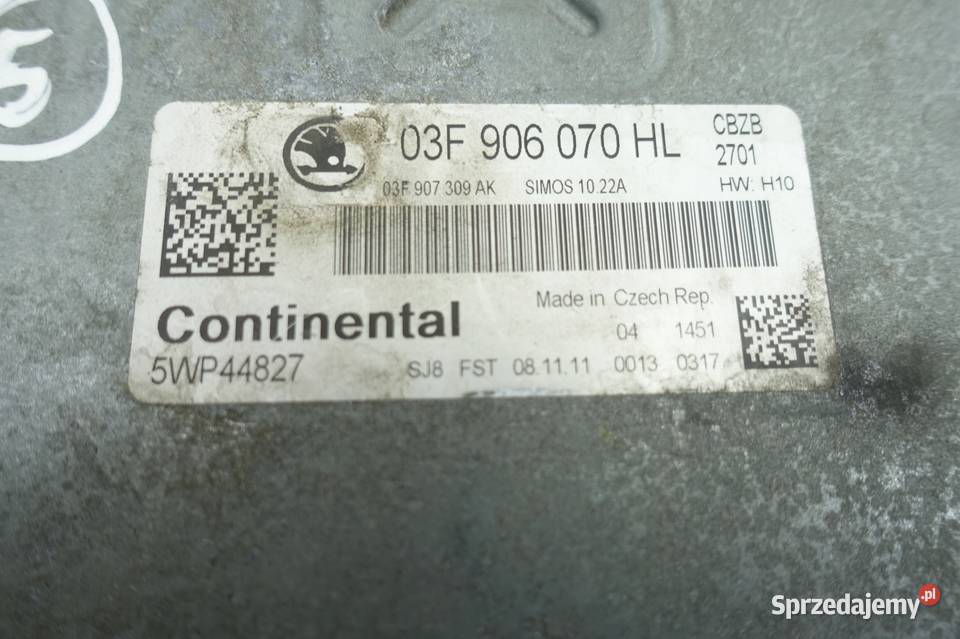 5
03F 906 070 HL
CBZB
2701
03F 907 309 AK SIMOS 10.22A HW: H10
Made in Czech Rep.
Continental
04 1451
5WP44827
SJ8 FST 08.11.11 0013 0317
Sprzedajemy.pl